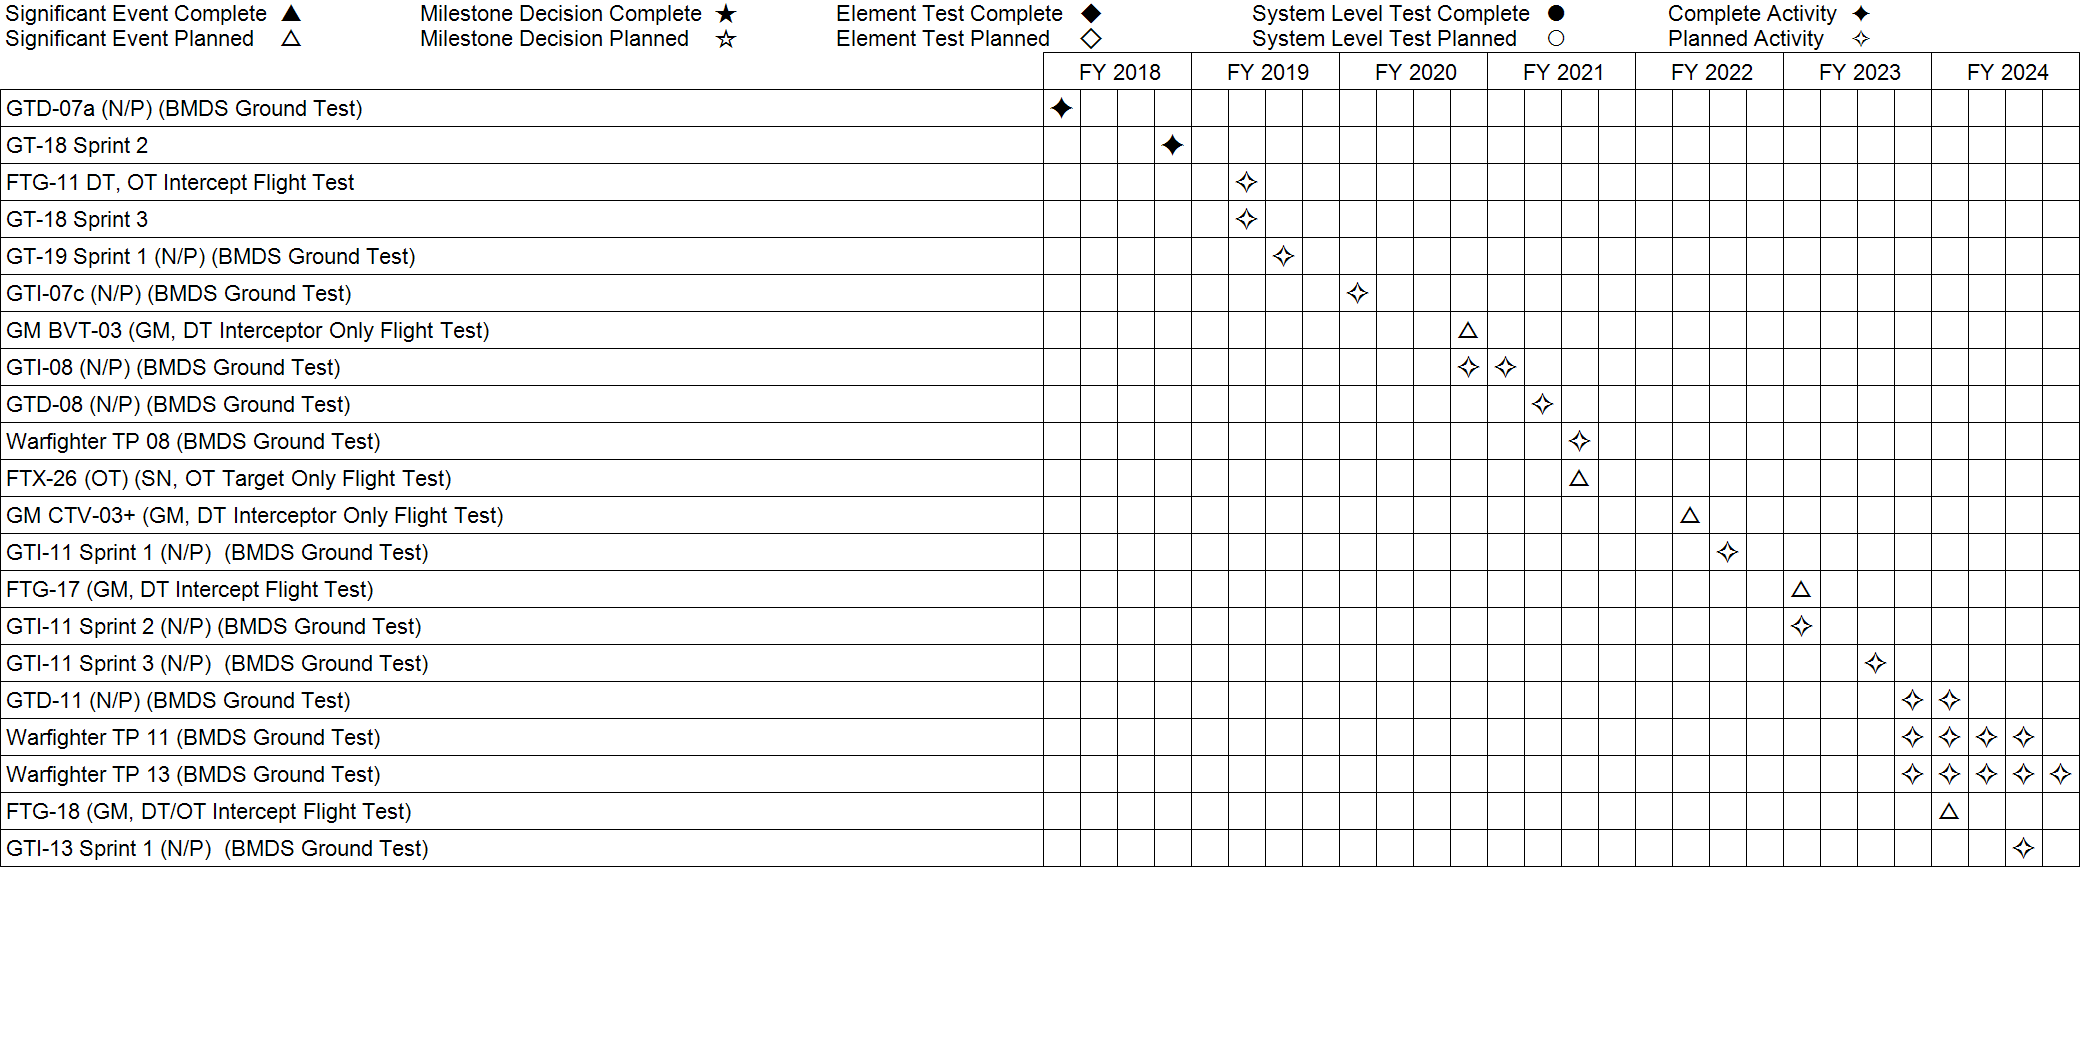 Significant Event Complete ▲ Milestone Decision Complete ★ Element Test Complete ◆ System Level Test Complete ● Complete Activity ✦
Significant Event Planned △ Milestone Decision Planned ☆ Element Test Planned ◇ System Level Test Planned ○ Planned Activity ✧
FY 2018 FY 2019 FY 2020 FY 2021 FY 2022 FY 2023 FY 2024
GTD-07a (N/P) (BMDS Ground Test)
GT-18 Sprint 2
FTG-11 DT, OT Intercept Flight Test
GT-18 Sprint 3
GT-19 Sprint 1 (N/P) (BMDS Ground Test)
GTI-07c (N/P) (BMDS Ground Test)
GM BVT-03 (GM, DT Interceptor Only Flight Test)
GTI-08 (N/P) (BMDS Ground Test)
GTD-08 (N/P) (BMDS Ground Test)
Warfighter TP 08 (BMDS Ground Test)
FTX-26 (OT) (SN, OT Target Only Flight Test)
GM CTV-03+ (GM, DT Interceptor Only Flight Test)
GTI-11 Sprint 1 (N/P)  (BMDS Ground Test)
FTG-17 (GM, DT Intercept Flight Test)
GTI-11 Sprint 2 (N/P) (BMDS Ground Test)
GTI-11 Sprint 3 (N/P)  (BMDS Ground Test)
GTD-11 (N/P) (BMDS Ground Test)
Warfighter TP 11 (BMDS Ground Test)
Warfighter TP 13 (BMDS Ground Test)
FTG-18 (GM, DT/OT Intercept Flight Test)
GTI-13 Sprint 1 (N/P)  (BMDS Ground Test)